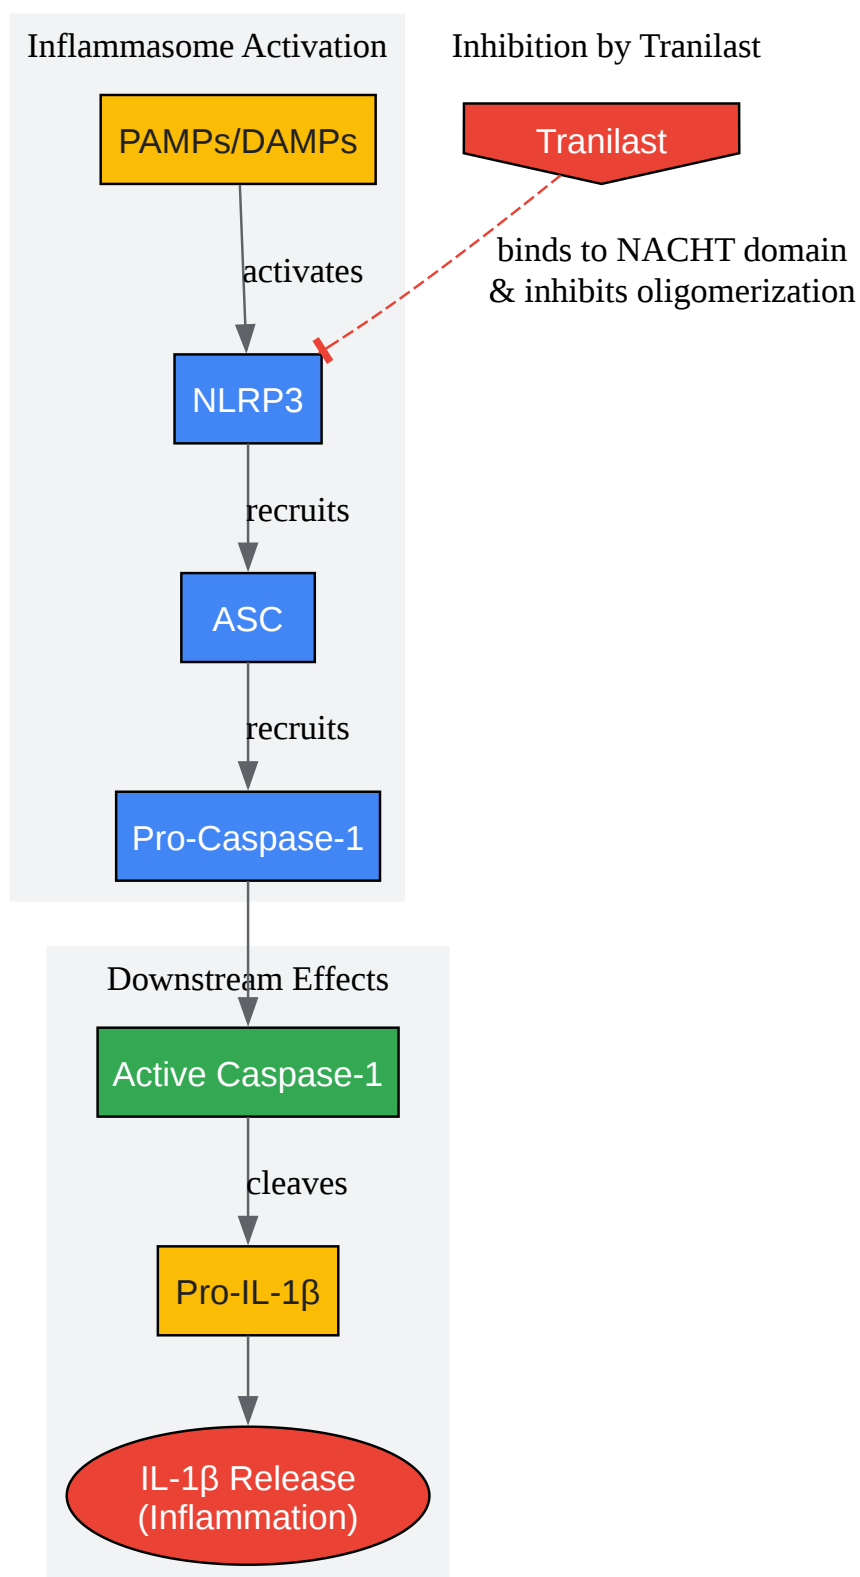 Inflammasome Activation
Inhibition by Tranilast
PAMPs/DAMPs
Tranilast
binds to NACHT domain
& inhibits oligomerization
activates
NLRP3
recruits
ASC
recruits
Pro-Caspase-1
Downstream Effects
Active Caspase-1
cleaves
Pro-IL-1β
IL-1β Release
(Inflammation)